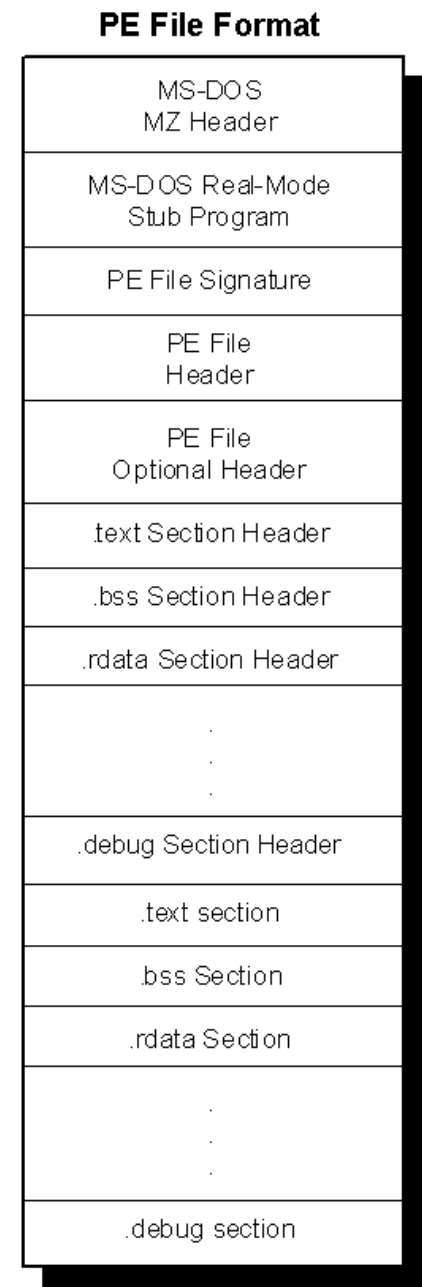 PE File Format
MS-DOS
MZ Header
MS-DOS Real-Mode
Stub Program
PE File Signature
PE File
Header
PE File
Optional Header
.text Section Header
.bss Section Header
.rdata Section Header
.
.
.
.debug Section Header
.text section
.bss Section
.rdata Section
.
.
.
.debug section